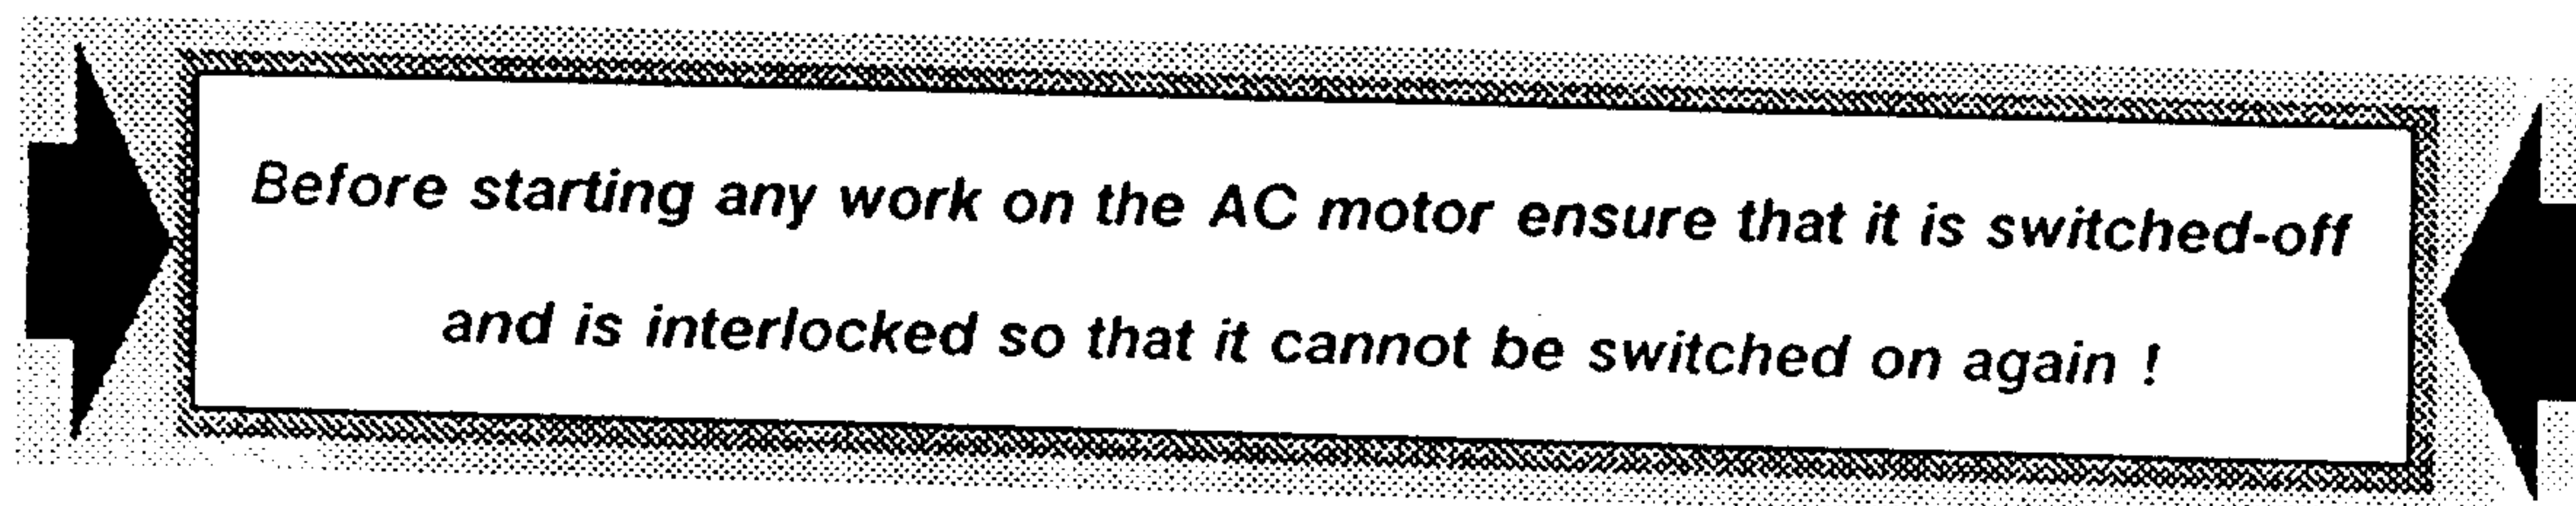 Before starting any work on the AC motor ensure that it is switched-off
and is interlocked so that it cannot be switched on again !